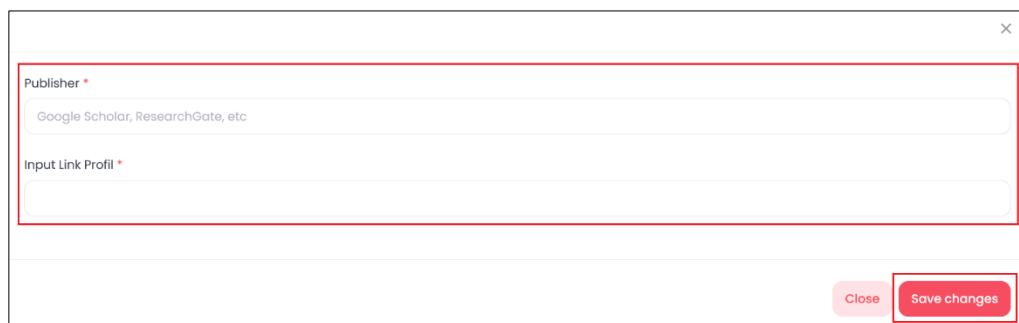 Publisher *
Google Scholar, ResearchGate, etc
Input Link Profil *
Close Save changes